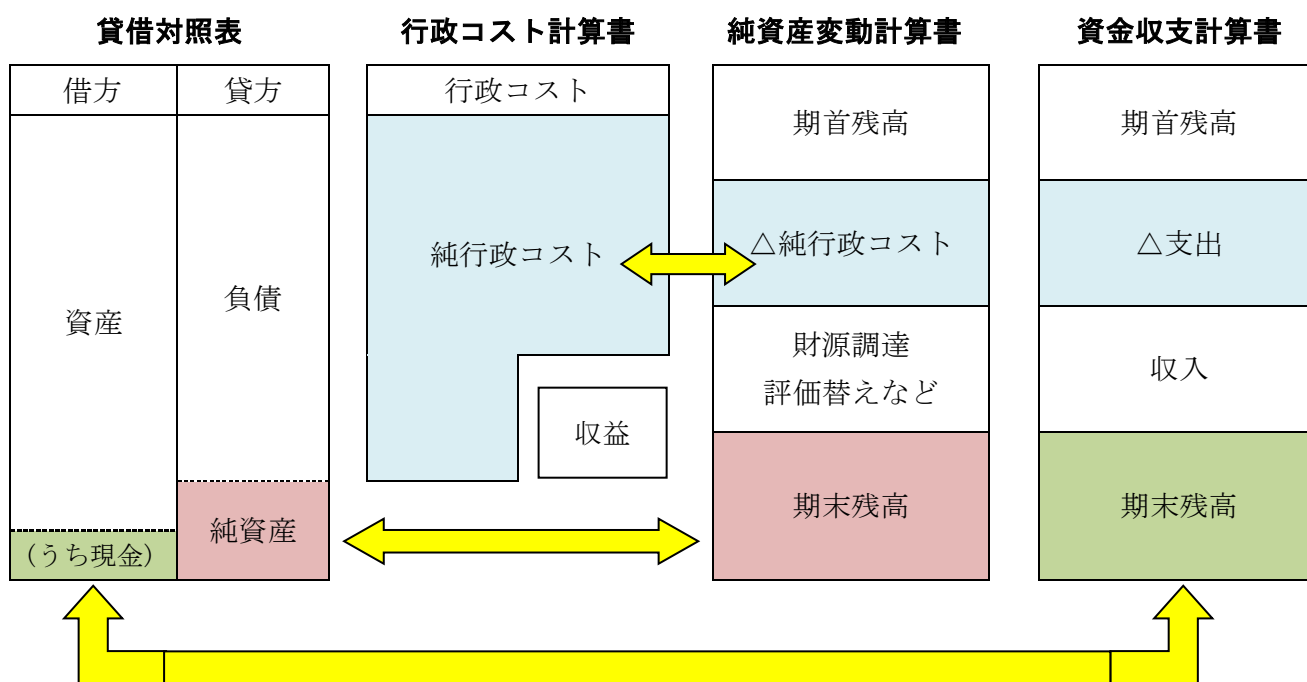 貸借対照表
行政コスト計算書
純資産変動計算書
資金収支計算書
借方
貸方
資産
(うち現金)
負債
純資産
行政コスト
純行政コスト
収益
期首残高
△純行政コスト
財源調達
評価替えなど
期末残高
期首残高
△支出
収入
期末残高